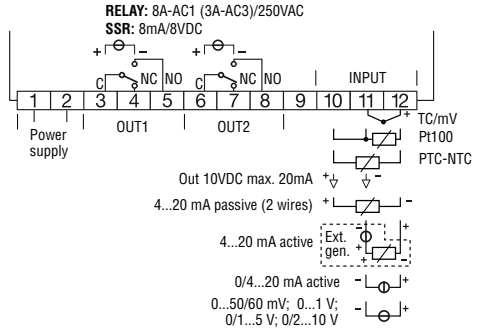 RELAY: 8A-AC1 (3A-AC3)/250VAC
SSR: 8mA/8VDC
+ - + -
C NC NO C NC NO INPUT
1 2 3 4 5 6 7 8 9 10 11 12
Power supply OUT1 OUT2
+ TC/mV
Pt100
PTC-NTC
Out 10VDC max. 20mA + -
4...20 mA passive (2 wires) + -
4...20 mA active Ext. gen. - + + -
0/4...20 mA active - +
0...50/60 mV; 0...1 V;
0/1...5 V; 0/2...10 V - +